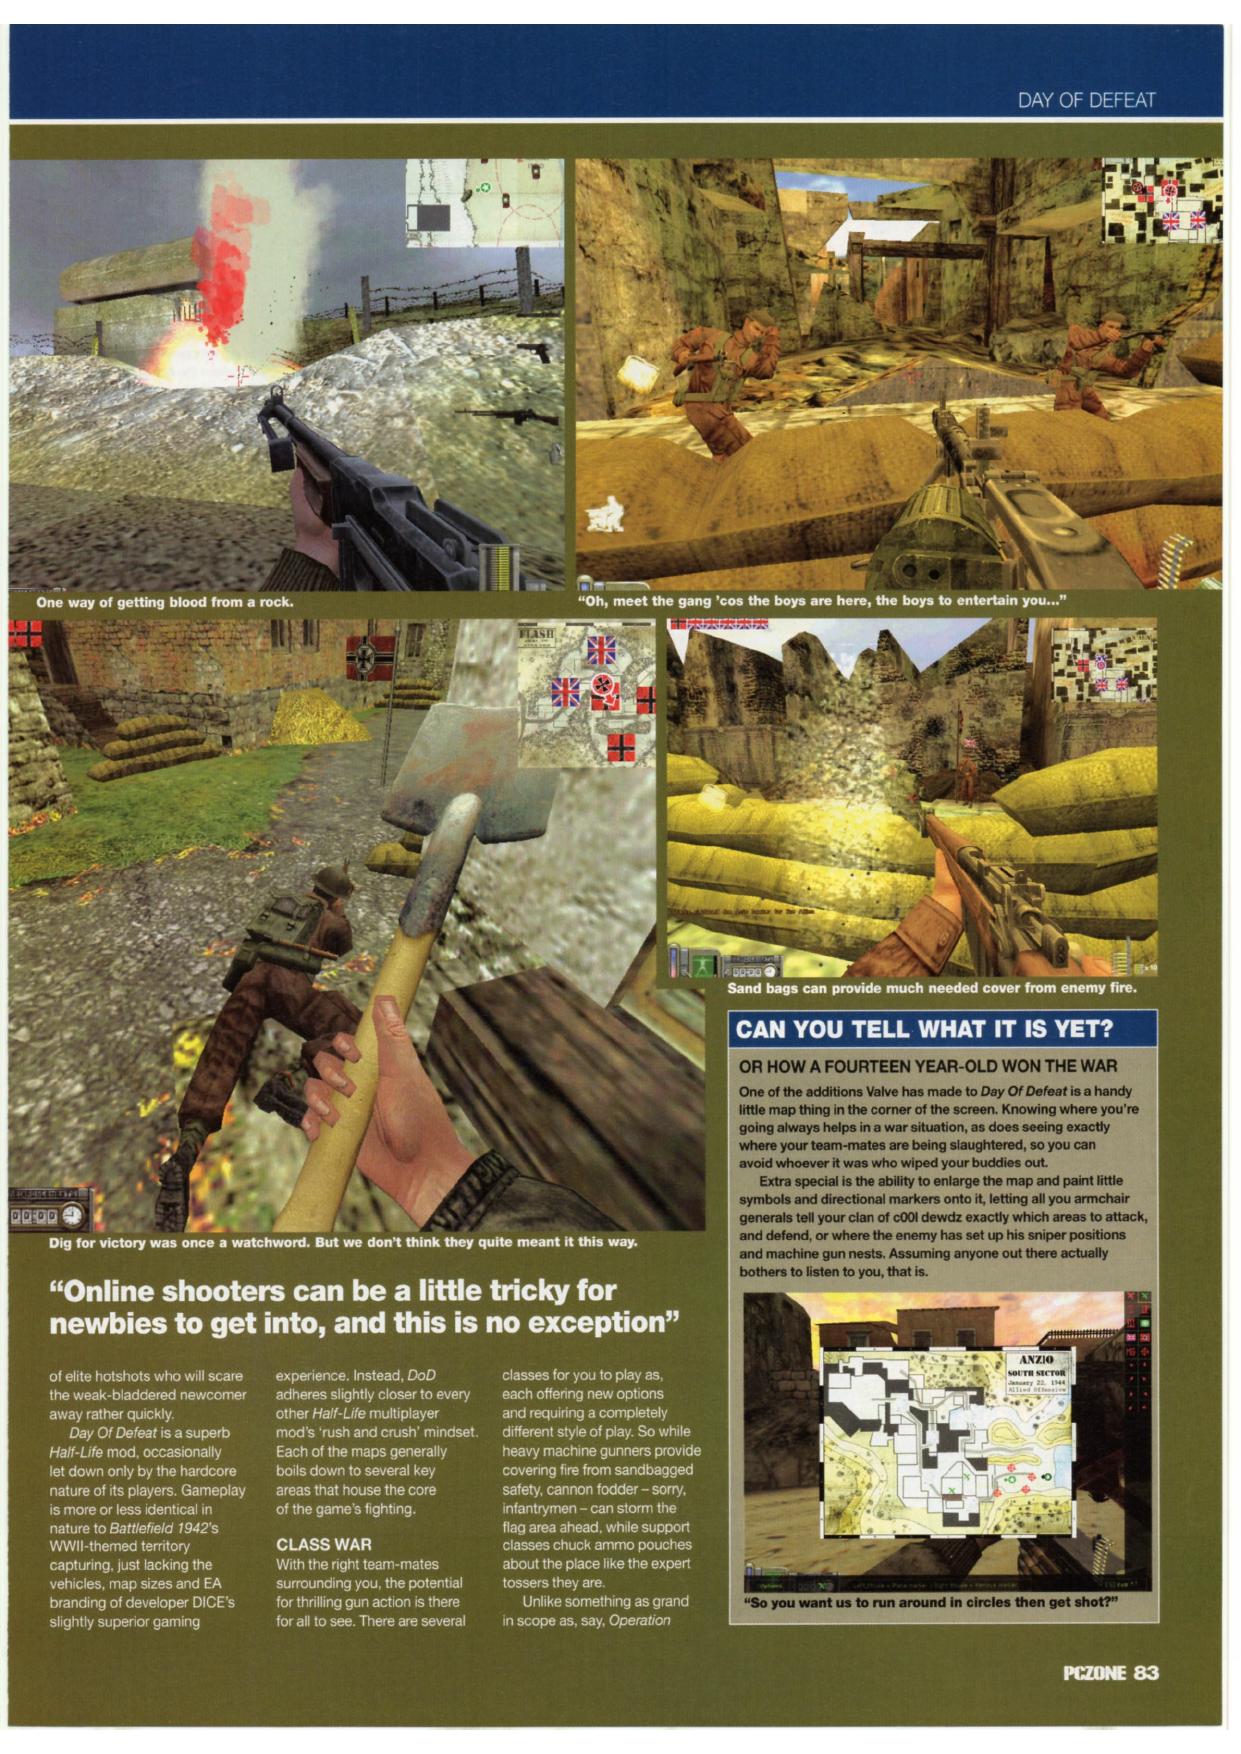 DAY OF DEFEAT
One way of getting blood from a rock.
“Oh, meet the gang ’cos the boys are here, the boys to entertain you...”
FLASH
Sand bags can provide much needed cover from enemy fire.
Dig for victory was once a watchword. But we don’t think they quite meant it this way.
“Online shooters can be a little tricky for
newbies to get into, and this is no exception”
of elite hotshots who will scare
the weak-bladdered newcomer
away rather quickly.
Day Of Defeat is a superb
Half-Life mod, occasionally
let down only by the hardcore
nature of its players. Gameplay
is more or less identical in
nature to Battlefield 1942’s
WWII-themed territory
capturing, just lacking the
vehicles, map sizes and EA
branding of developer DICE’s
slightly superior gaming
experience. Instead, DoD
adheres slightly closer to every
other Half-Life multiplayer
mod’s ‘rush and crush’ mindset.
Each of the maps generally
boils down to several key
areas that house the core
of the game’s fighting.
CLASS WAR
With the right team-mates
surrounding you, the potential
for thrilling gun action is there
for all to see. There are several
classes for you to play as,
each offering new options
and requiring a completely
different style of play. So while
heavy machine gunners provide
covering fire from sandbagged
safety, cannon fodder – sorry,
infantrymen – can storm the
flag area ahead, while support
classes chuck ammo pouches
about the place like the expert
tossers they are.
Unlike something as grand
in scope as, say, Operation
CAN YOU TELL WHAT IT IS YET?
OR HOW A FOURTEEN YEAR-OLD WON THE WAR
One of the additions Valve has made to Day Of Defeat is a handy
little map thing in the corner of the screen. Knowing where you’re
going always helps in a war situation, as does seeing exactly
where your team-mates are being slaughtered, so you can
avoid whoever it was who wiped your buddies out.
Extra special is the ability to enlarge the map and paint little
symbols and directional markers onto it, letting all you armchair
generals tell your clan of c00l dewdz exactly which areas to attack,
and defend, or where the enemy has set up his sniper positions
and machine gun nests. Assuming anyone out there actually
bothers to listen to you, that is.
ANZIO
SOUTH SECTOR
January 22, 1944
Allied Offensive
“So you want us to run around in circles then get shot?”
PCZONE 83